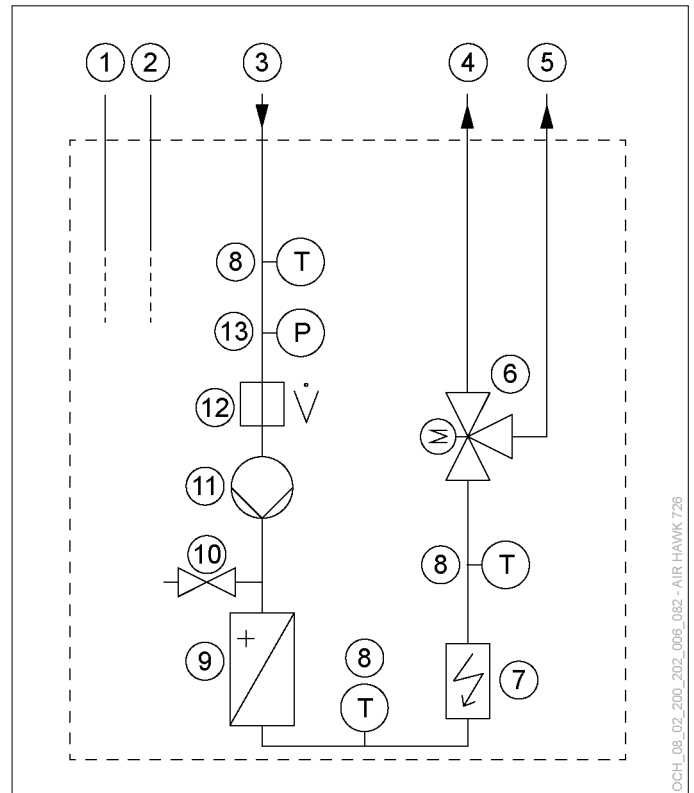 1 2 3 4 5
8 T
13 P
6
12 V̇
M
11
10
8 T
9 +
8
7
T
OCH_08_02_200_202_006_082 - AIR HAWK 726